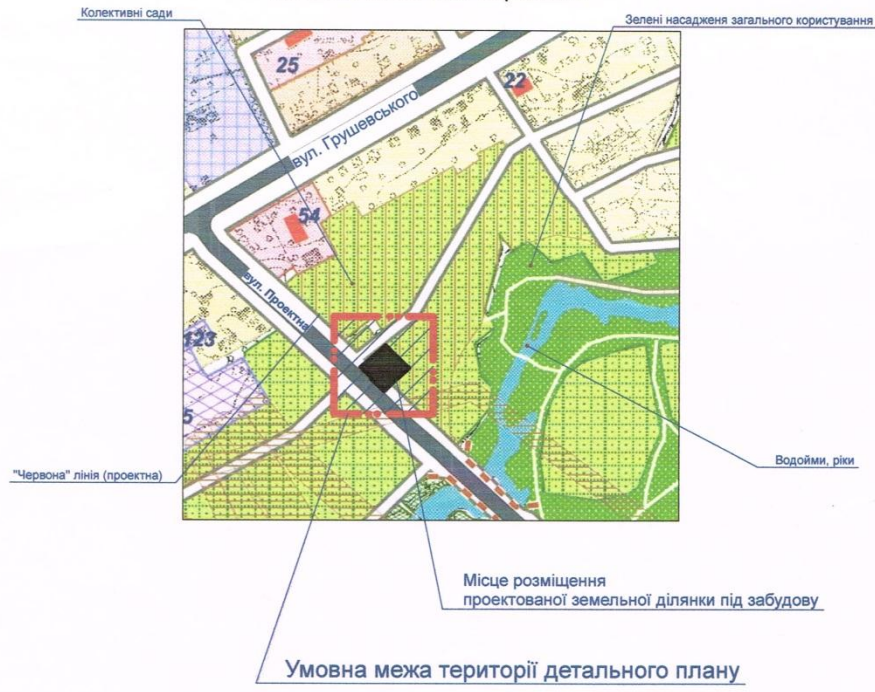 Колективні сади
Зелені насадженя загального користування
25
22
вул. Грушевського
54
вул. Проектна
123
5
"Червона" лінія (проектна)
Водойми, ріки
Місце розміщення
проектованої земельної ділянки під забудову
Умовна межа території детального плану